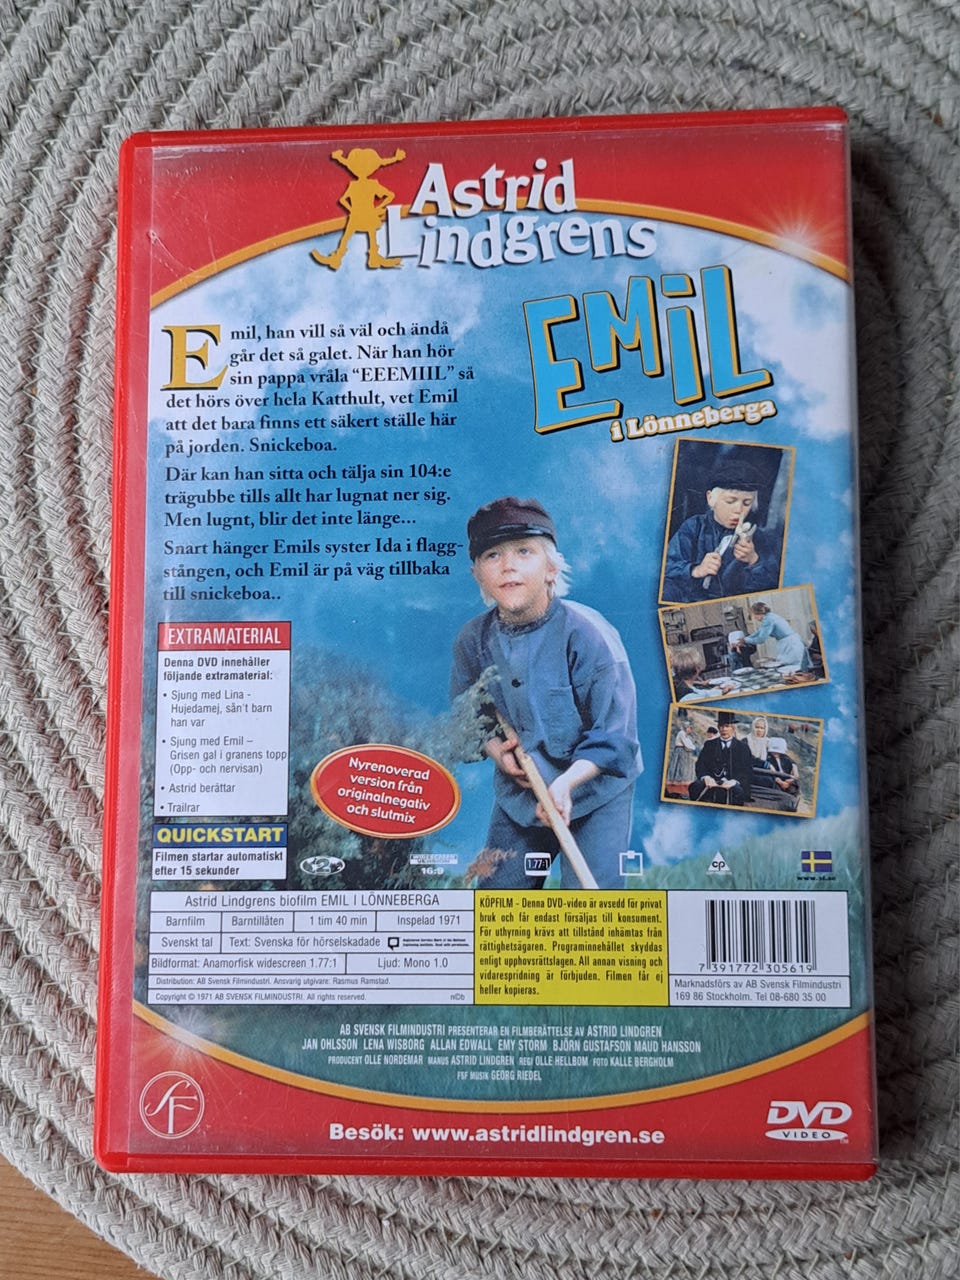 Astrid
Lindgrens
EMIL
i Lönneberga
Emil, han vill så väl och ändå
går det så galet. När han hör
sin pappa vråla “EEEMIIL” så
det hörs över hela Katthult, vet Emil
att det bara finns ett säkert ställe här
på jorden. Snickeboa.
Där kan han sitta och tälja sin 104:e
trägubbe tills allt har lugnat ner sig.
Men lugnt, blir det inte länge...
Snart hänger Emils syster Ida i flagg-
stången, och Emil är på väg tillbaka
till snickeboa..
EXTRAMATERIAL
Denna DVD innehåller
följande extramaterial:
• Sjung med Lina -
Hujedamej, sån't barn
han var
• Sjung med Emil –
Grisen gal i granens topp
(Opp- och nervisan)
• Astrid berättar
• Trailrar
QUICKSTART
Filmen startar automatiskt
efter 15 sekunder
Nyrenoverad
version från
originalnegativ
och slutmix
2
WIDESCREEN
VERSION
16:9
1.77:1
cp
www.sf.se
Astrid Lindgrens biofilm EMIL I LÖNNEBERGA
Barnfilm Barntillåten 1 tim 40 min Inspelad 1971
Svenskt tal Text: Svenska för hörselskadade
Bildformat: Anamorfisk widescreen 1.77:1 Ljud: Mono 1.0
Distribution: AB Svensk Filmindustri. Ansvarig utgivare: Rasmus Ramstad.
Copyright © 1971 AB SVENSK FILMINDUSTRI. All rights reserved. nCb
KÖPFILM - Denna DVD-video är avsedd för privat
bruk och får endast försäljas till konsument.
För uthyrning krävs att tillstånd inhämtas från
rättighetsägaren. Programinnehållet skyddas
enligt upphovsrättslagen. All annan visning och
vidarespridning är förbjuden. Filmen får ej
heller kopieras.
7 391772 305619
Marknadsförs av AB Svensk Filmindustri
169 86 Stockholm. Tel 08-680 35 00
AB SVENSK FILMINDUSTRI PRESENTERAR EN FILMBERÄTTELSE AV ASTRID LINDGREN
JAN OHLSSON LENA WISBORG ALLAN EDWALL EMY STORM BJÖRN GUSTAFSON MAUD HANSSON
PRODUCENT OLLE NORDEMAR MANUS ASTRID LINDGREN REGI OLLE HELLBOM FOTO KALLE BERGHOLM
FSF MUSIK GEORG RIEDEL
SF
Besök: www.astridlindgren.se
DVD
VIDEO
TM